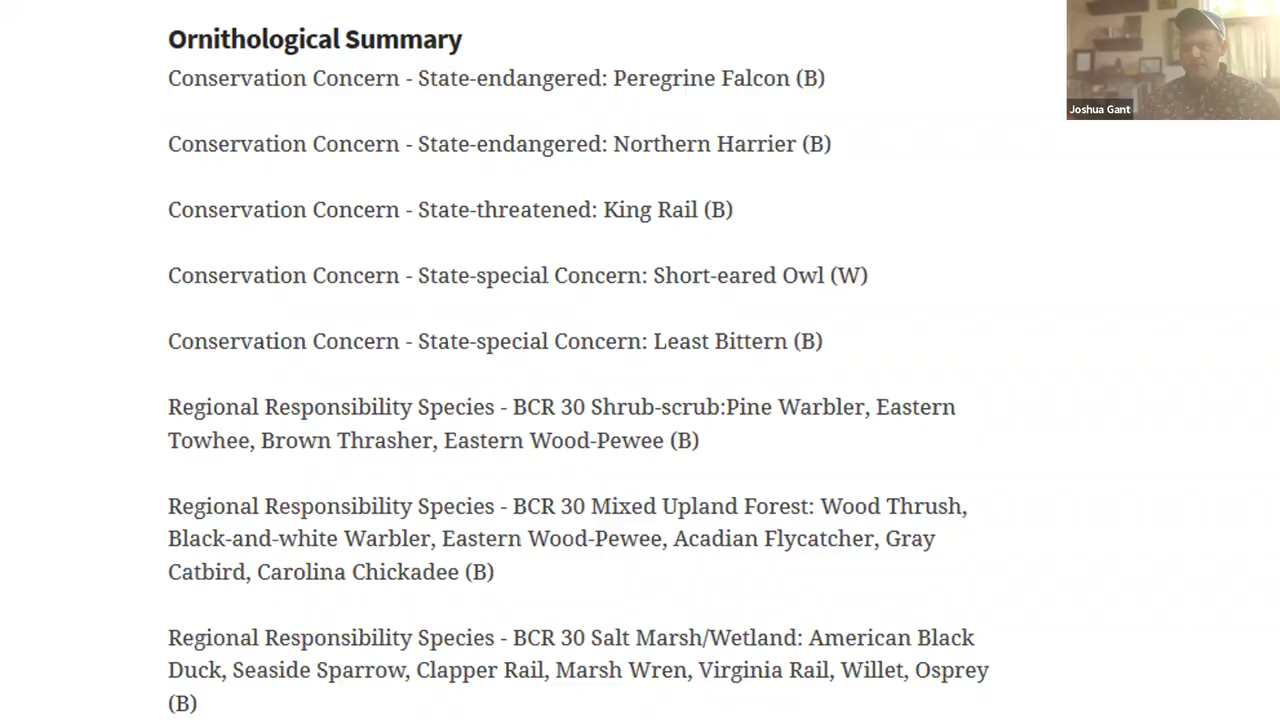 Ornithological Summary
Conservation Concern - State-endangered: Peregrine Falcon (B)
Conservation Concern - State-endangered: Northern Harrier (B)
Conservation Concern - State-threatened: King Rail (B)
Conservation Concern - State-special Concern: Short-eared Owl (W)
Conservation Concern - State-special Concern: Least Bittern (B)
Regional Responsibility Species - BCR 30 Shrub-scrub:Pine Warbler, Eastern
Towhee, Brown Thrasher, Eastern Wood-Pewee (B)
Regional Responsibility Species - BCR 30 Mixed Upland Forest: Wood Thrush,
Black-and-white Warbler, Eastern Wood-Pewee, Acadian Flycatcher, Gray
Catbird, Carolina Chickadee (B)
Regional Responsibility Species - BCR 30 Salt Marsh/Wetland: American Black
Duck, Seaside Sparrow, Clapper Rail, Marsh Wren, Virginia Rail, Willet, Osprey
(B)
Joshua Gant